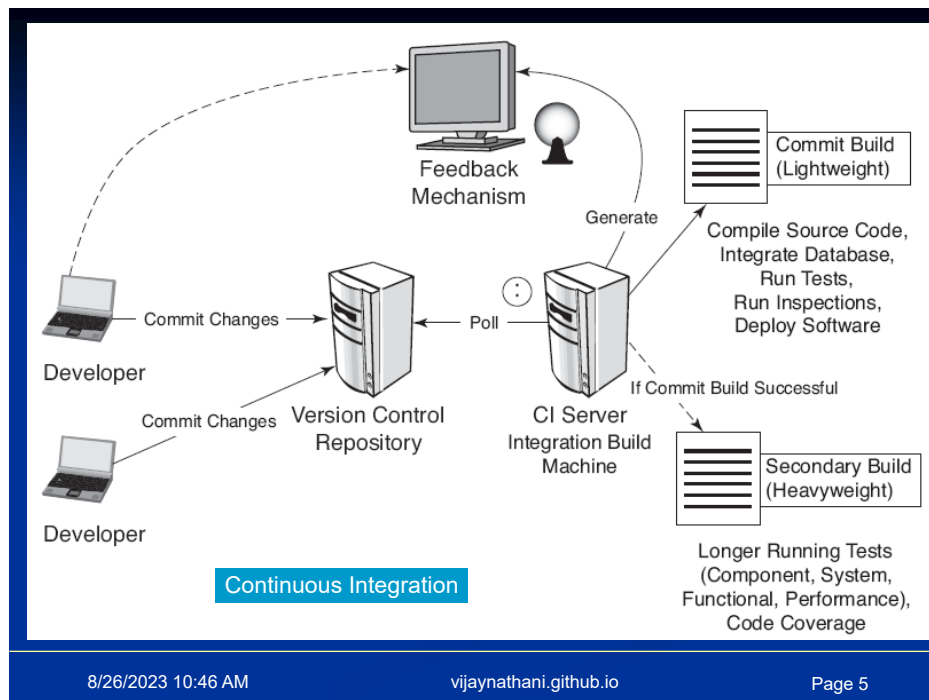 Feedback
Mechanism
Commit Build
(Lightweight)
Generate
Compile Source Code,
Integrate Database,
Run Tests,
Run Inspections,
Deploy Software
Commit Changes
Poll
Developer
If Commit Build Successful
Version Control
Repository
CI Server
Integration Build
Machine
Commit Changes
Secondary Build
(Heavyweight)
Developer
Longer Running Tests
(Component, System,
Functional, Performance),
Code Coverage
Continuous Integration
8/26/2023 10:46 AM
vijaynathani.github.io
Page 5